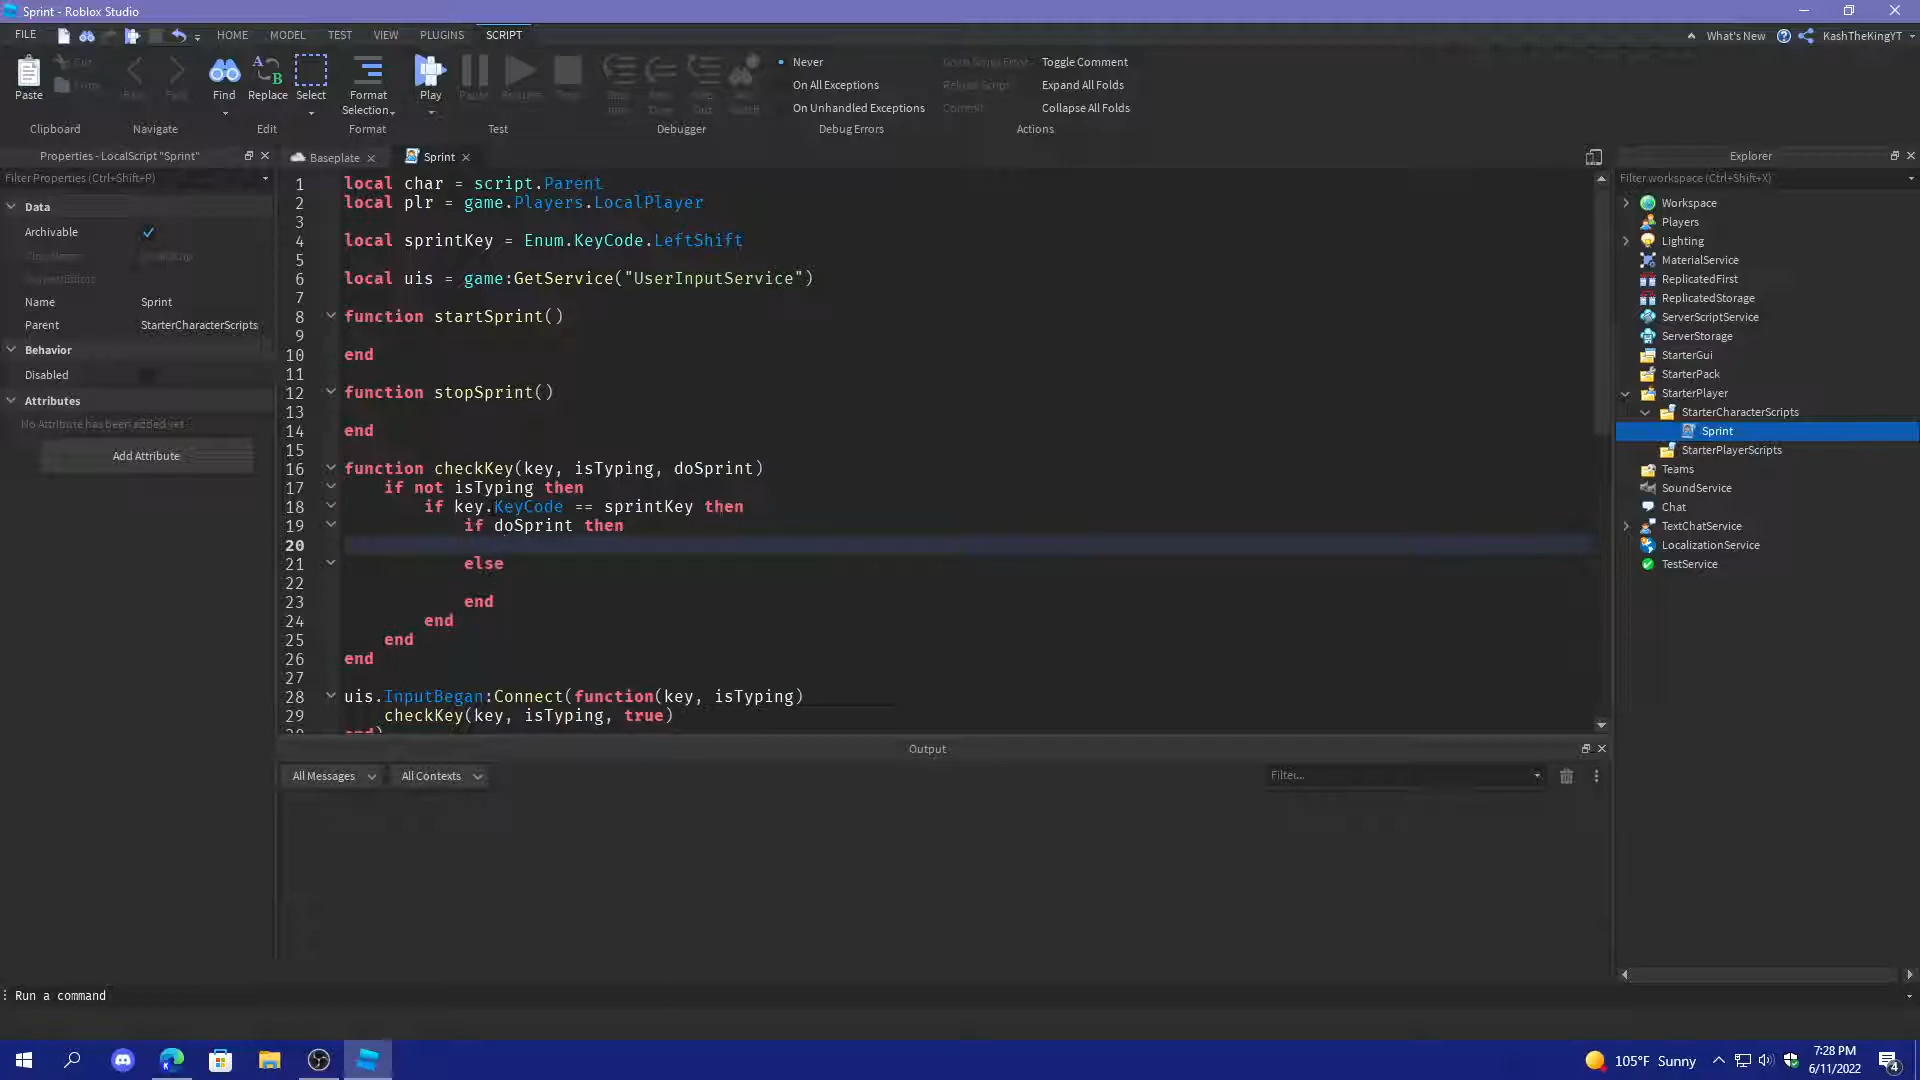 Sprint - Roblox Studio
FILE HOME MODEL TEST VIEW PLUGINS SCRIPT What's New KashTheKingYT
Paste Find Replace Select Format Selection Play
Never
On All Exceptions
On Unhandled Exceptions
Toggle Comment
Expand All Folds
Collapse All Folds
Clipboard Navigate Edit Format Test Debugger Debug Errors Actions
Properties - LocalScript "Sprint"
Filter Properties (Ctrl+Shift+P)
Data
Archivable
Name Sprint
Parent StarterCharacterScripts
Behavior
Disabled
Attributes
No Attribute has been added yet
Add Attribute
Baseplate Sprint
1 local char = script.Parent
2 local plr = game.Players.LocalPlayer
3
4 local sprintKey = Enum.KeyCode.LeftShift
5
6 local uis = game:GetService("UserInputService")
7
8 function startSprint()
9
10 end
11
12 function stopSprint()
13
14 end
15
16 function checkKey(key, isTyping, doSprint)
17 if not isTyping then
18 if key.KeyCode == sprintKey then
19 if doSprint then
20
21 else
22
23 end
24 end
25 end
26 end
27
28 uis.InputBegan:Connect(function(key, isTyping)
29 checkKey(key, isTyping, true)
Output
All Messages All Contexts Filter...
Explorer
Filter workspace (Ctrl+Shift+X)
Workspace
Players
Lighting
MaterialService
ReplicatedFirst
ReplicatedStorage
ServerScriptService
ServerStorage
StarterGui
StarterPack
StarterPlayer
StarterCharacterScripts
Sprint
StarterPlayerScripts
Teams
SoundService
Chat
TextChatService
LocalizationService
TestService
Run a command
105°F Sunny
7:28 PM
6/11/2022
4